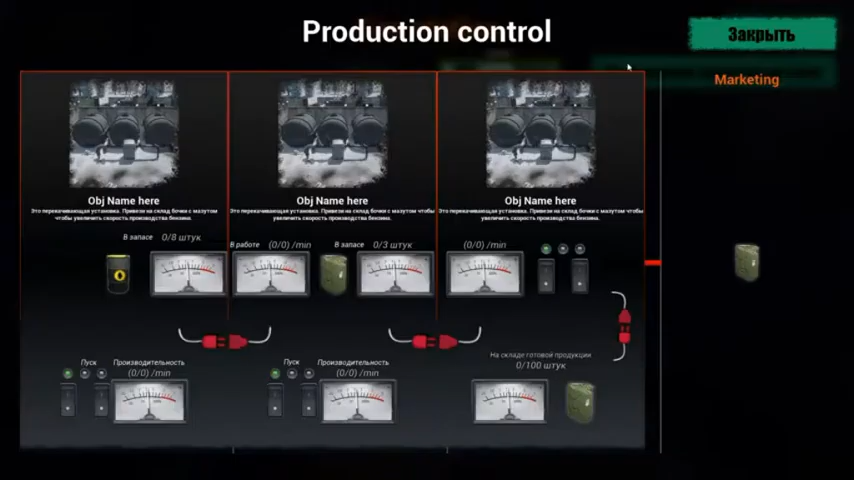 Production control
Закрыть
Marketing
Obj Name here
Это перекачивающая установка. Привези на склад бочки с мазутом
чтобы увеличить скорость производства бензина.
Obj Name here
Это перекачивающая установка. Привези на склад бочки с мазутом чтобы
увеличить скорость производства бензина.
Obj Name here
Это перекачивающая установка. Привези на склад бочки с мазутом чтобы
увеличить скорость производства бензина.
В запасе 0/8 штук
В работе (0/0) /min
В запасе 0/3 штук
(0/0) /min
Пуск Производительность
(0/0) /min
Пуск Производительность
(0/0) /min
На складе готовой продукции
0/100 штук